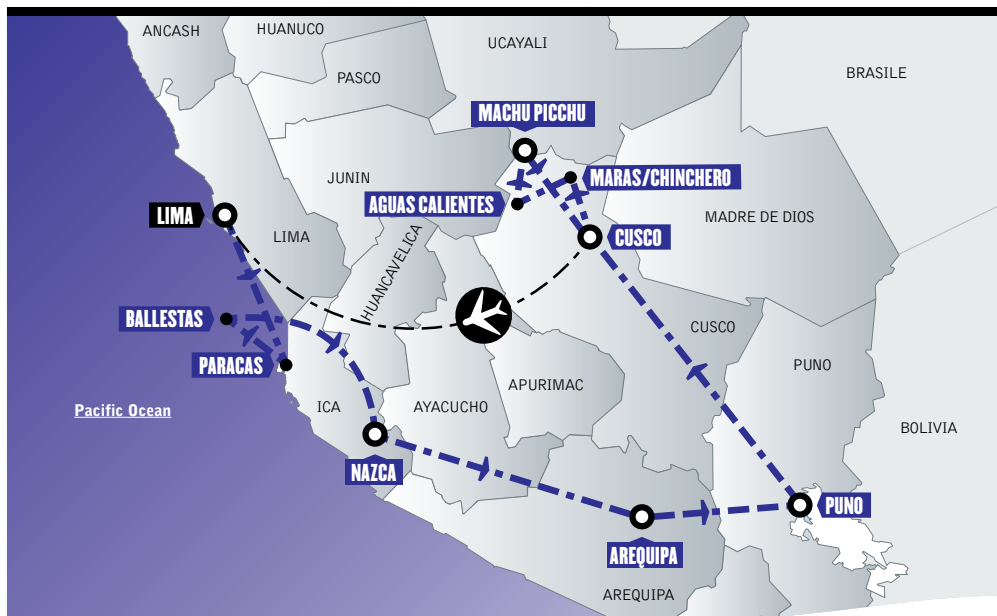 ANCASH
HUANUCO
UCAYALI
BRASILE
PASCO
MACHU PICCHU
JUNIN
MARAS/CHINCHERO
AGUAS CALIENTES
LIMA
MADRE DE DIOS
LIMA
CUSCO
HUANCAVELICA
BALLESTAS
CUSCO
PARACAS
PUNO
APURIMAC
ICA
AYACUCHO
Pacific Ocean
BOLIVIA
NAZCA
PUNO
AREQUIPA
AREQUIPA